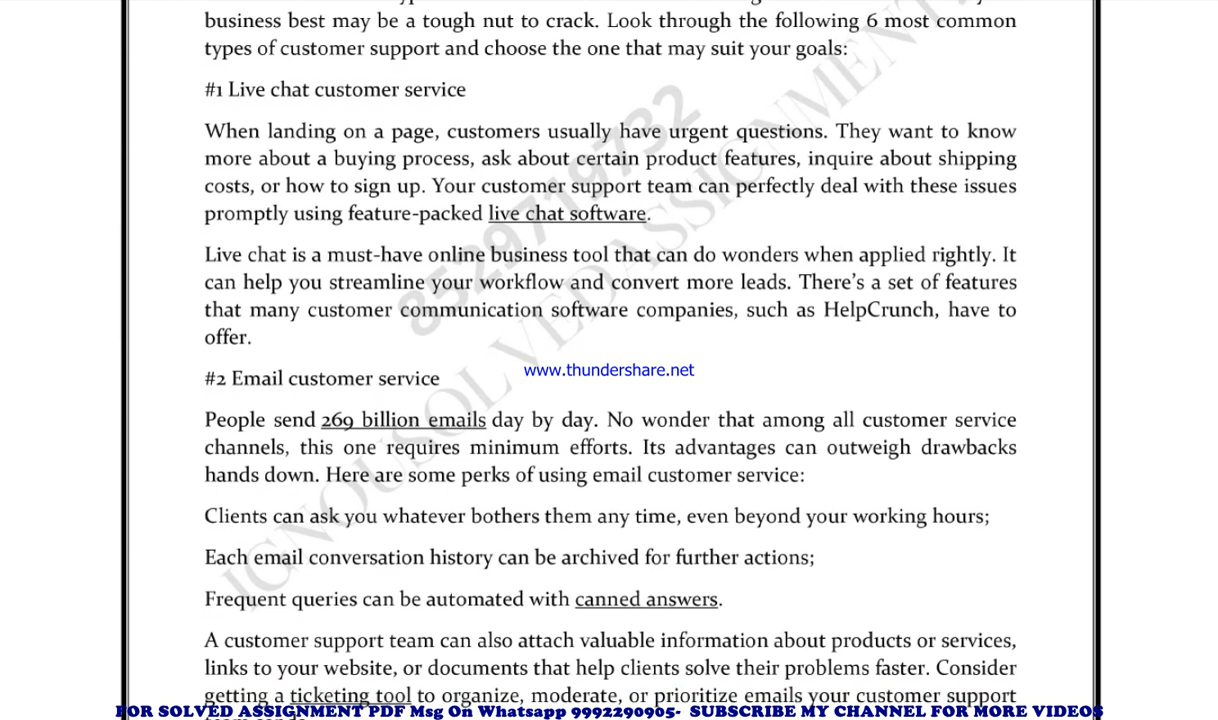 business best may be a tough nut to crack. Look through the following 6 most common
types of customer support and choose the one that may suit your goals:
#1 Live chat customer service
When landing on a page, customers usually have urgent questions. They want to know
more about a buying process, ask about certain product features, inquire about shipping
costs, or how to sign up. Your customer support team can perfectly deal with these issues
promptly using feature-packed live chat software.
Live chat is a must-have online business tool that can do wonders when applied rightly. It
can help you streamline your workflow and convert more leads. There's a set of features
that many customer communication software companies, such as HelpCrunch, have to
offer.
www.thundershare.net
#2 Email customer service
People send 269 billion emails day by day. No wonder that among all customer service
channels, this one requires minimum efforts. Its advantages can outweigh drawbacks
hands down. Here are some perks of using email customer service:
Clients can ask you whatever bothers them any time, even beyond your working hours;
Each email conversation history can be archived for further actions;
Frequent queries can be automated with canned answers.
A customer support team can also attach valuable information about products or services,
links to your website, or documents that help clients solve their problems faster. Consider
getting a ticketing tool to organize, moderate, or prioritize emails your customer support
FOR SOLVED ASSIGNMENT PDF Msg On Whatsapp 9992290905- SUBSCRIBE MY CHANNEL FOR MORE VIDEOS
8529719732
IGNOUSOLVEDASSIGNMENT